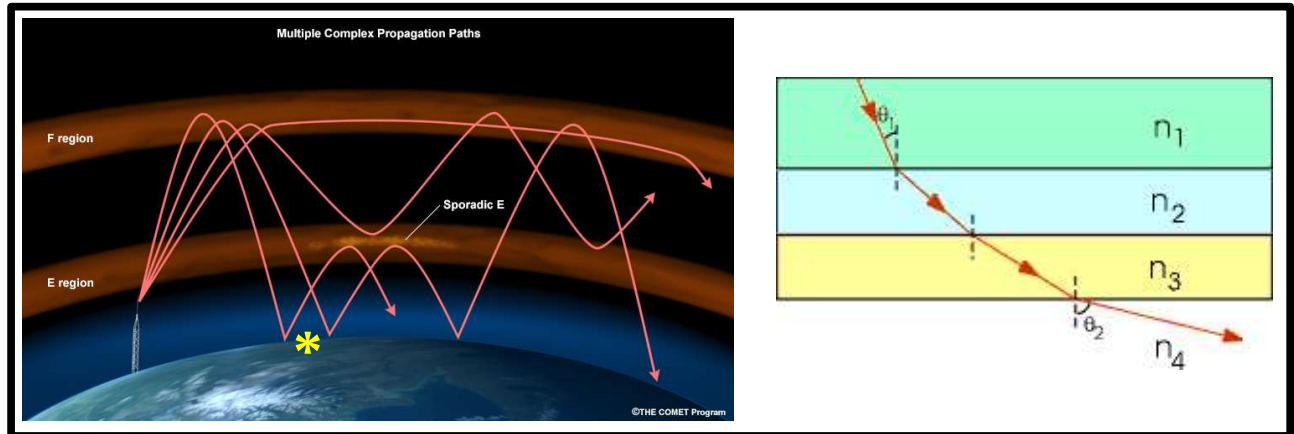 Multiple Complex Propagation Paths
F region
Sporadic E
E region
*
©THE COMET Program
θ₁
n₁
n₂
n₃
θ₂
n₄